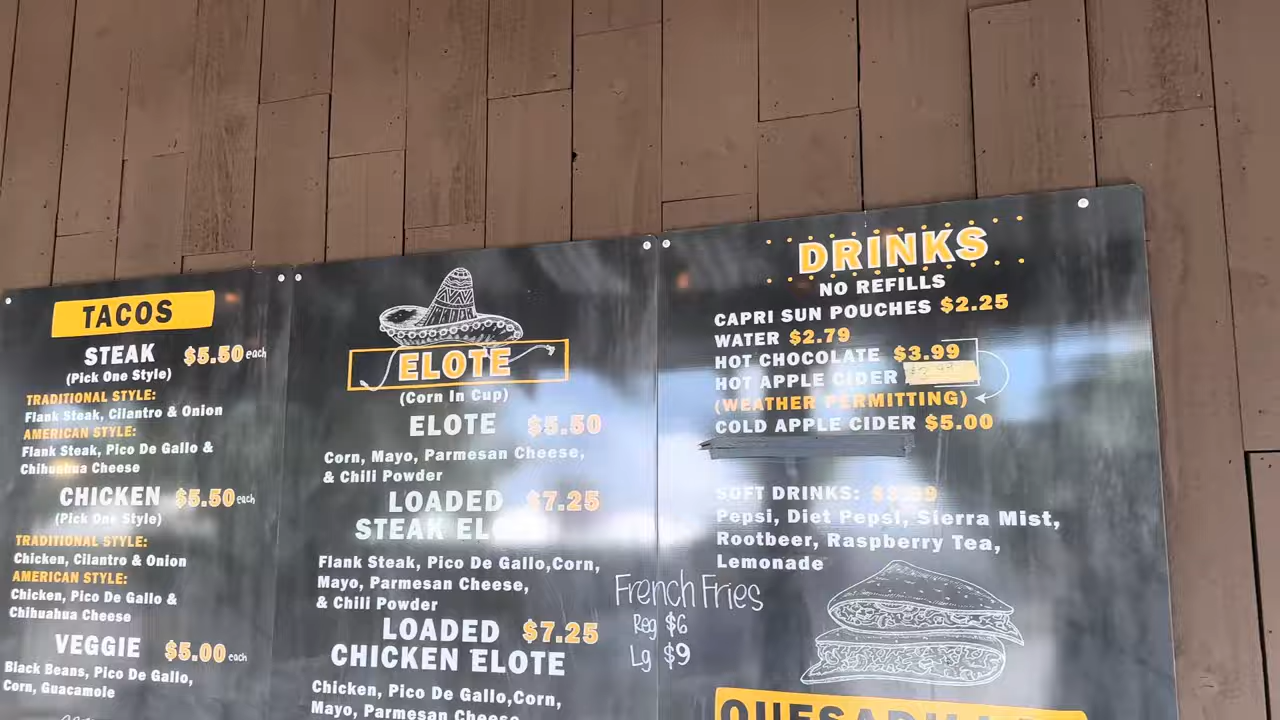 TACOS
STEAK $5.50 each
(Pick One Style)
TRADITIONAL STYLE:
Flank Steak, Cilantro & Onion
AMERICAN STYLE:
Flank Steak, Pico De Gallo &
Chihuahua Cheese
CHICKEN $5.50 each
(Pick One Style)
TRADITIONAL STYLE:
Chicken, Cilantro & Onion
AMERICAN STYLE:
Chicken, Pico De Gallo &
Chihuahua Cheese
VEGGIE $5.00 each
Black Beans, Pico De Gallo,
Corn, Guacamole
ELOTE
(Corn In Cup)
ELOTE $5.50
Corn, Mayo, Parmesan Cheese,
& Chili Powder
LOADED $7.25
STEAK
Flank Steak, Pico De Gallo,Corn,
Mayo, Parmesan Cheese,
& Chili Powder
LOADED $7.25
CHICKEN ELOTE
Chicken, Pico De Gallo,Corn,
Mayo, Parmesan Cheese
French Fries
Reg $6
Lg $9
DRINKS
NO REFILLS
CAPRI SUN POUCHES $2.25
WATER $2.79
HOT CHOCOLATE $3.99
HOT APPLE CIDER
(WEATHER PERMITTING)
COLD APPLE CIDER $5.00
SOFT DRINKS:
Pepsi, Diet Pepsi, Sierra Mist,
Rootbeer, Raspberry Tea,
Lemonade